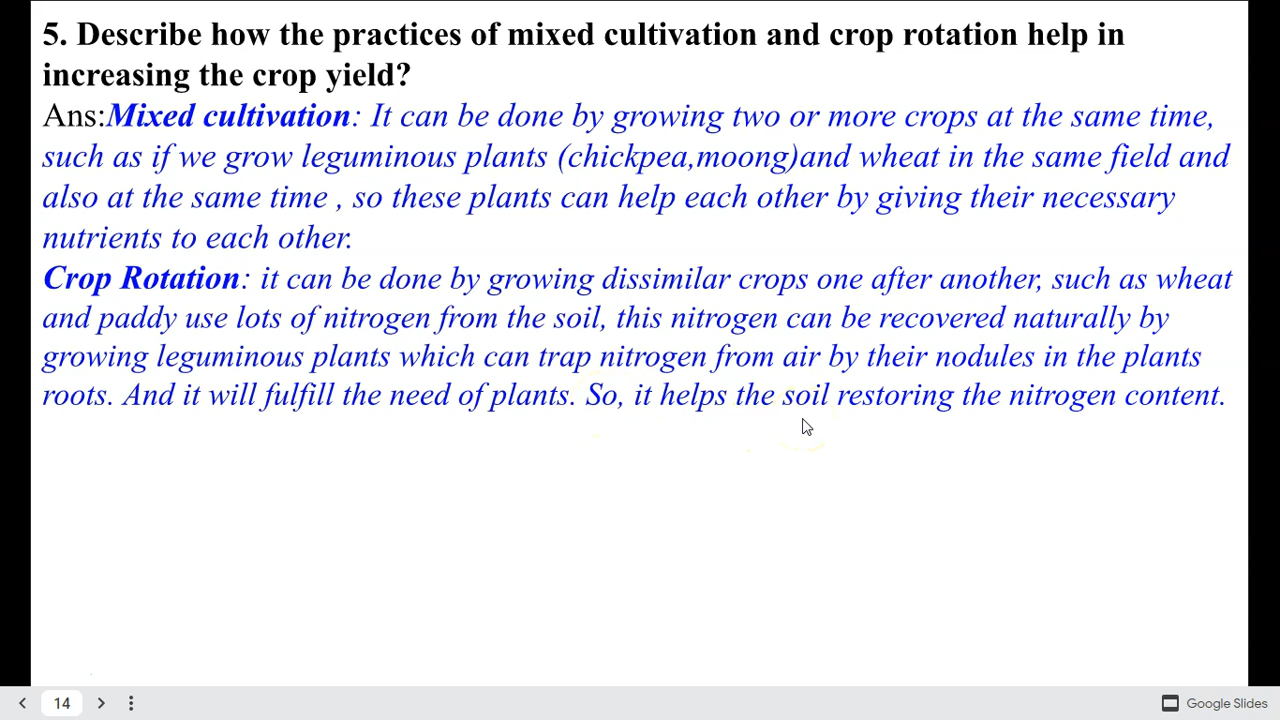 5. Describe how the practices of mixed cultivation and crop rotation help in
increasing the crop yield?
Ans:Mixed cultivation: It can be done by growing two or more crops at the same time,
such as if we grow leguminous plants (chickpea,moong)and wheat in the same field and
also at the same time , so these plants can help each other by giving their necessary
nutrients to each other.
Crop Rotation: it can be done by growing dissimilar crops one after another, such as wheat
and paddy use lots of nitrogen from the soil, this nitrogen can be recovered naturally by
growing leguminous plants which can trap nitrogen from air by their nodules in the plants
roots. And it will fulfill the need of plants. So, it helps the soil restoring the nitrogen content.
14
Google Slides